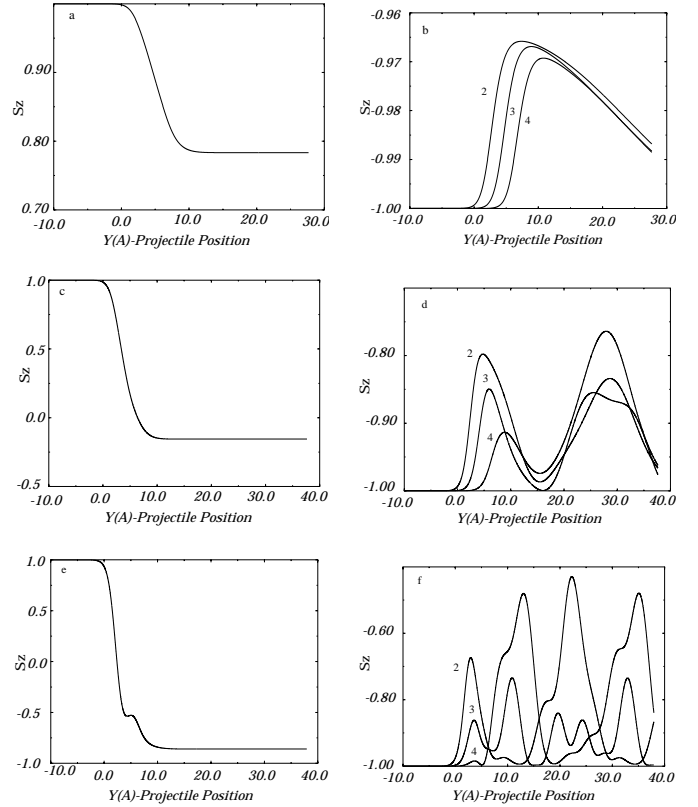 a
0.90
0.80
0.70
Sz
-10.0 0.0 10.0 20.0 30.0
Y(A)-Projectile Position
b
-0.96
-0.97
-0.98
-0.99
-1.00
Sz
2
3
4
-10.0 0.0 10.0 20.0 30.0
Y(A)-Projectile Position
c
1.0
0.5
0.0
-0.5
Sz
-10.0 0.0 10.0 20.0 30.0 40.0
Y(A)-Projectile Position
d
-0.80
-0.90
-1.00
Sz
2
3
4
-10.0 0.0 10.0 20.0 30.0 40.0
Y(A)-Projectile Position
e
1.0
0.5
0.0
-0.5
-1.0
Sz
-10.0 0.0 10.0 20.0 30.0 40.0
Y(A)-Projectile Position
f
-0.60
-0.80
-1.00
Sz
2
3
4
-10.0 0.0 10.0 20.0 30.0 40.0
Y(A)-Projectile Position